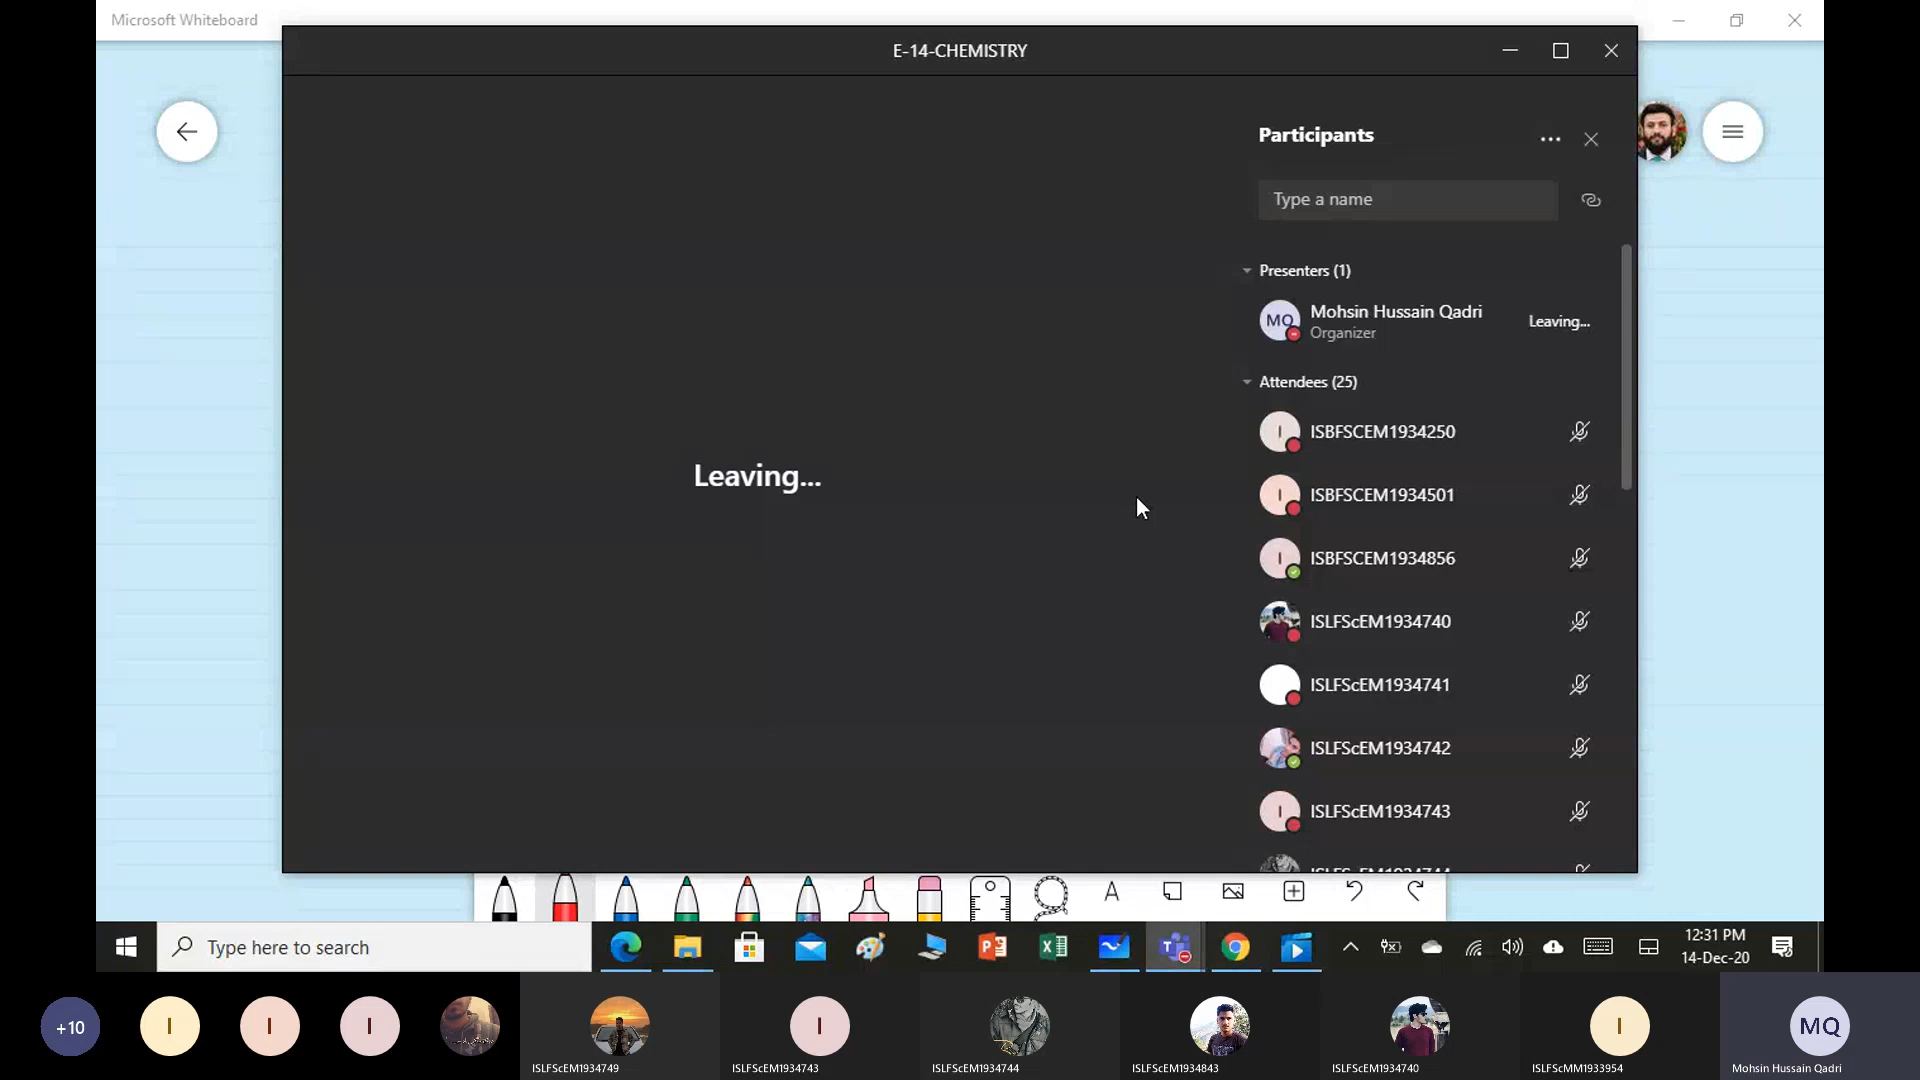 Microsoft Whiteboard
E-14-CHEMISTRY
Participants
Type a name
Presenters (1)
MQ
Mohsin Hussain Qadri
Organizer
Leaving...
Attendees (25)
I
ISBFSCEM1934250
I
ISBFSCEM1934501
Leaving...
I
ISBFSCEM1934856
ISLFScEM1934740
ISLFScEM1934741
ISLFScEM1934742
I
ISLFScEM1934743
ISLFScEM1934744
A
Type here to search
12:31 PM
14-Dec-20
+10
I
I
I
I
I
MQ
ISLFScEM1934749
ISLFScEM1934743
ISLFScEM1934744
ISLFScEM1934843
ISLFScEM1934740
ISLFScMM1933954
Mohsin Hussain Qadri